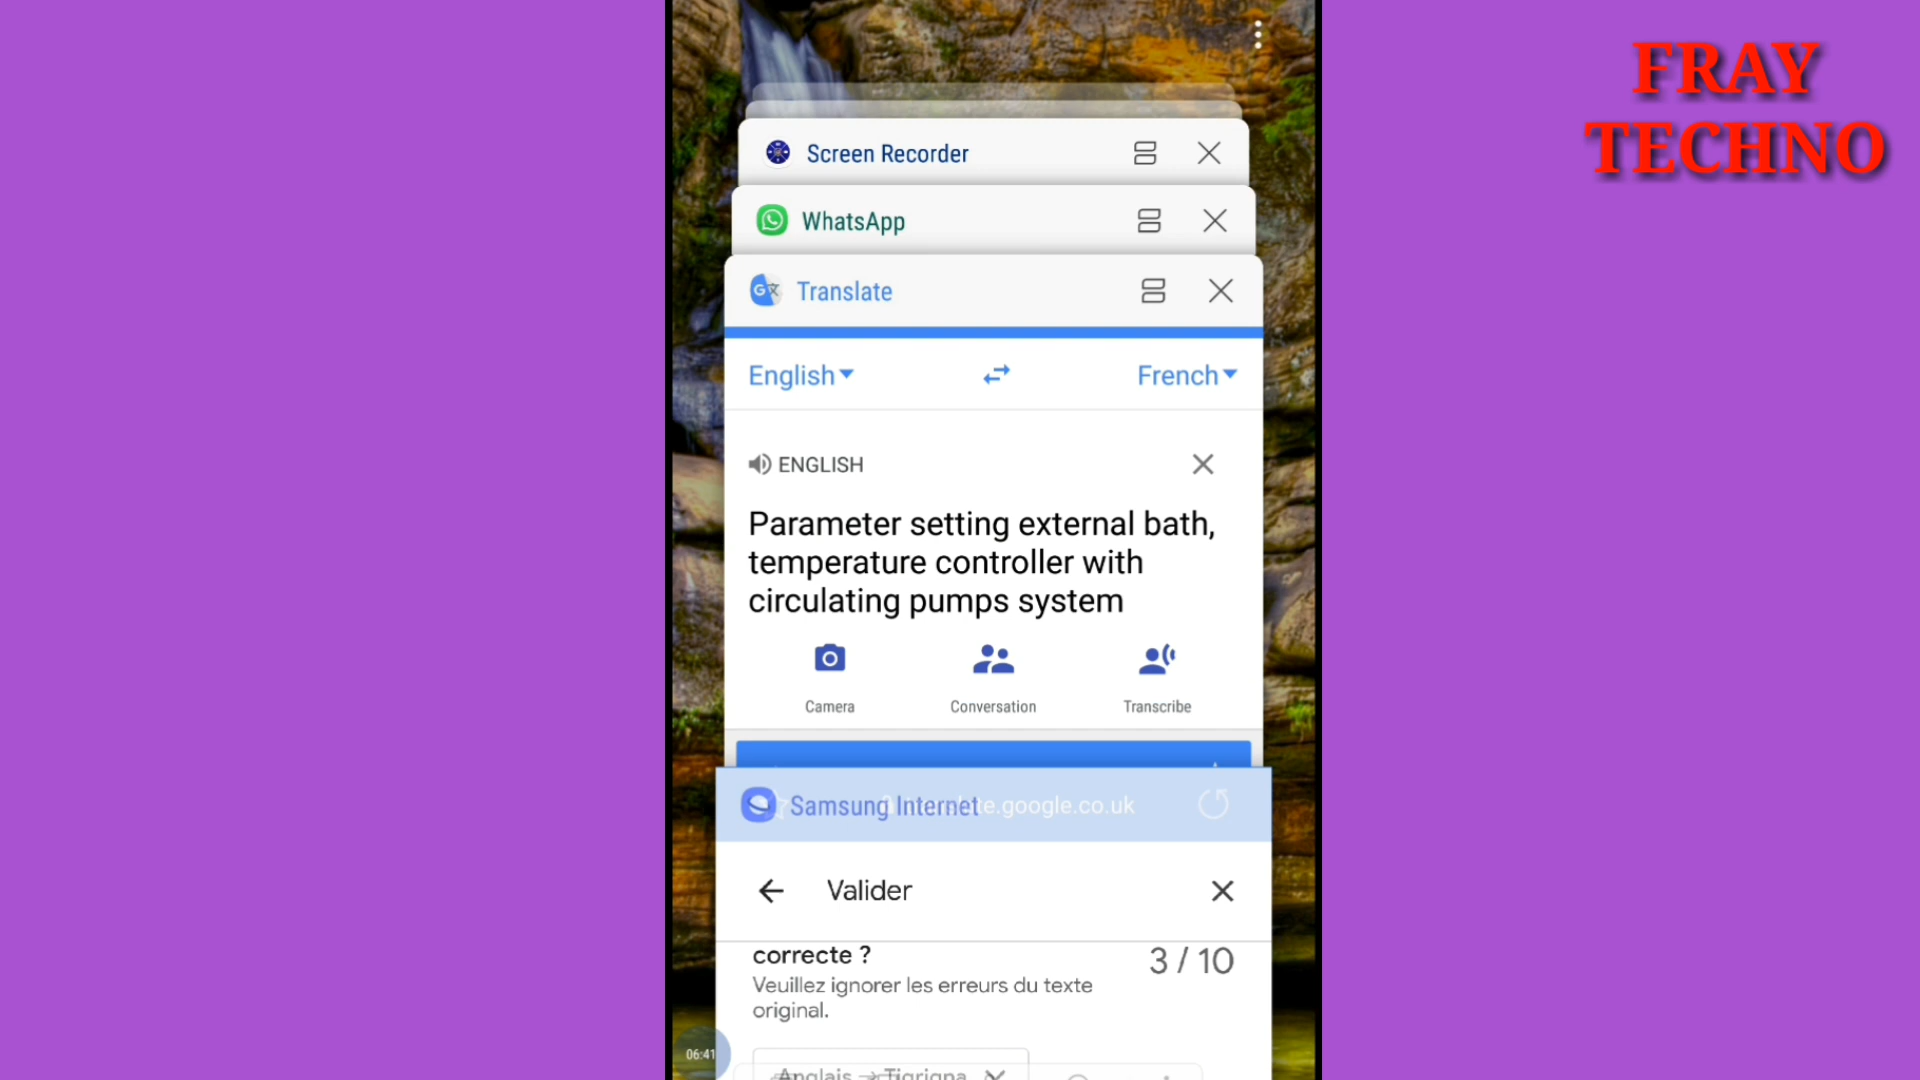 FRAY
TECHNO
Screen Recorder
WhatsApp
Translate
English
French
ENGLISH
Parameter setting external bath,
temperature controller with
circulating pumps system
Camera
Conversation
Transcribe
Samsung Internet
.google.co.uk
Valider
correcte ?
3 / 10
Veuillez ignorer les erreurs du texte
original.
06:41
Anglais → Tigrigna